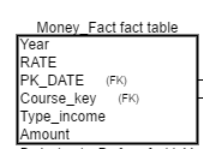 Money_Fact fact table
Year
RATE
PK_DATE (FK)
Course_key (FK)
Type_income
Amount